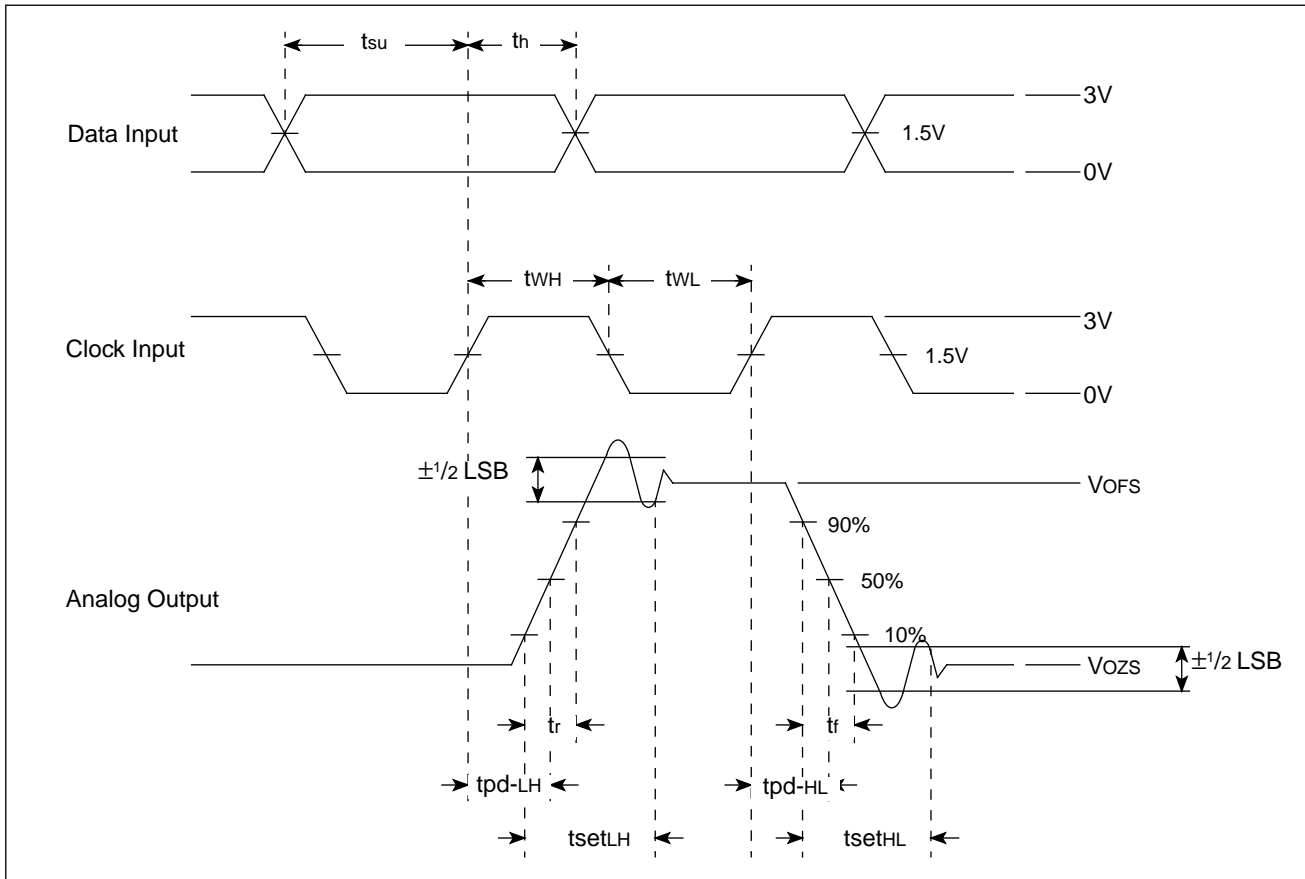 tsu
th
3V
Data Input
1.5V
0V
tWH
tWL
3V
Clock Input
1.5V
0V
±1/2 LSB
VOFS
90%
50%
Analog Output
10%
VOZS
±1/2 LSB
tr
tf
tpd-LH
tpd-HL
tsetLH
tsetHL